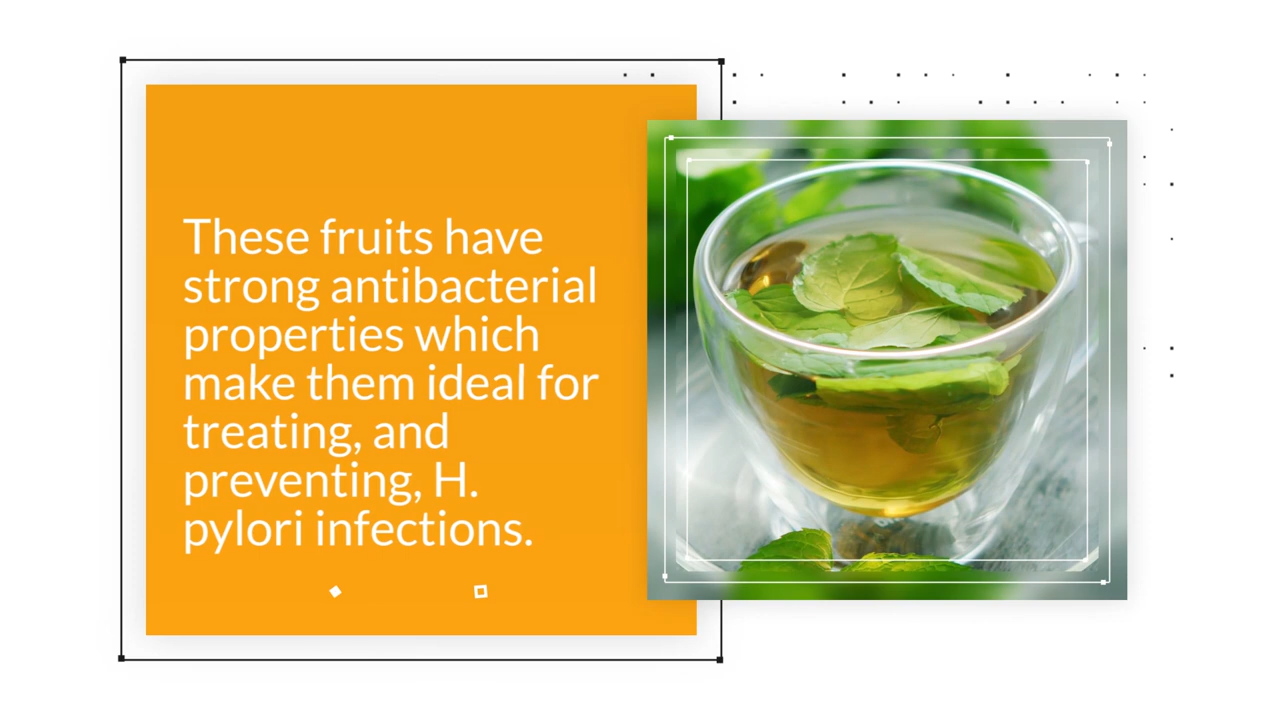 These fruits have
strong antibacterial
properties which
make them ideal for
treating, and
preventing, H.
pylori infections.